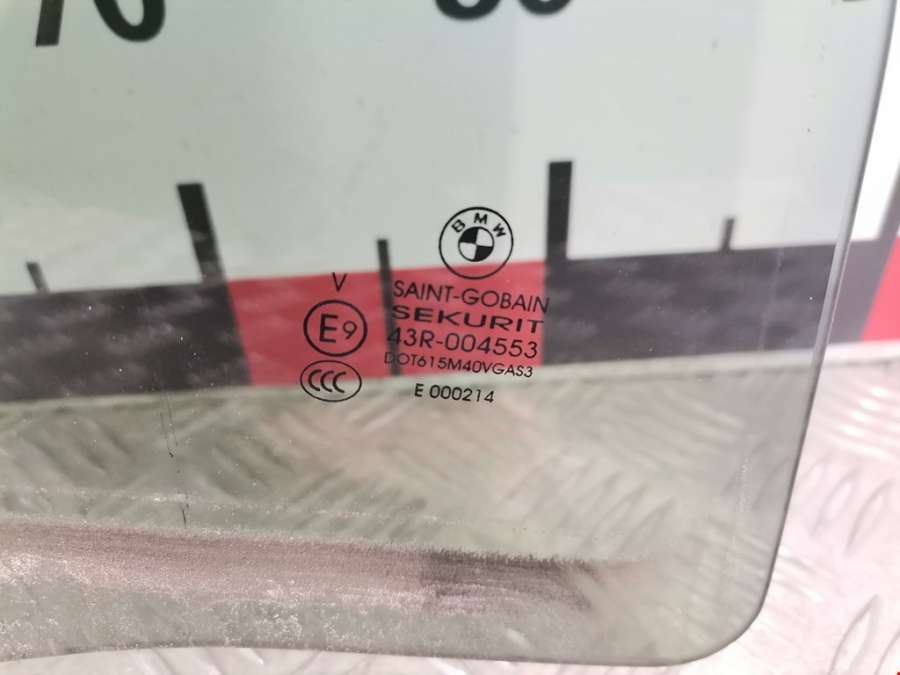 BMW
V
SAINT-GOBAIN
SEKURIT
E9
43R-004553
DOT615M40VGAS3
CCC
E 000214